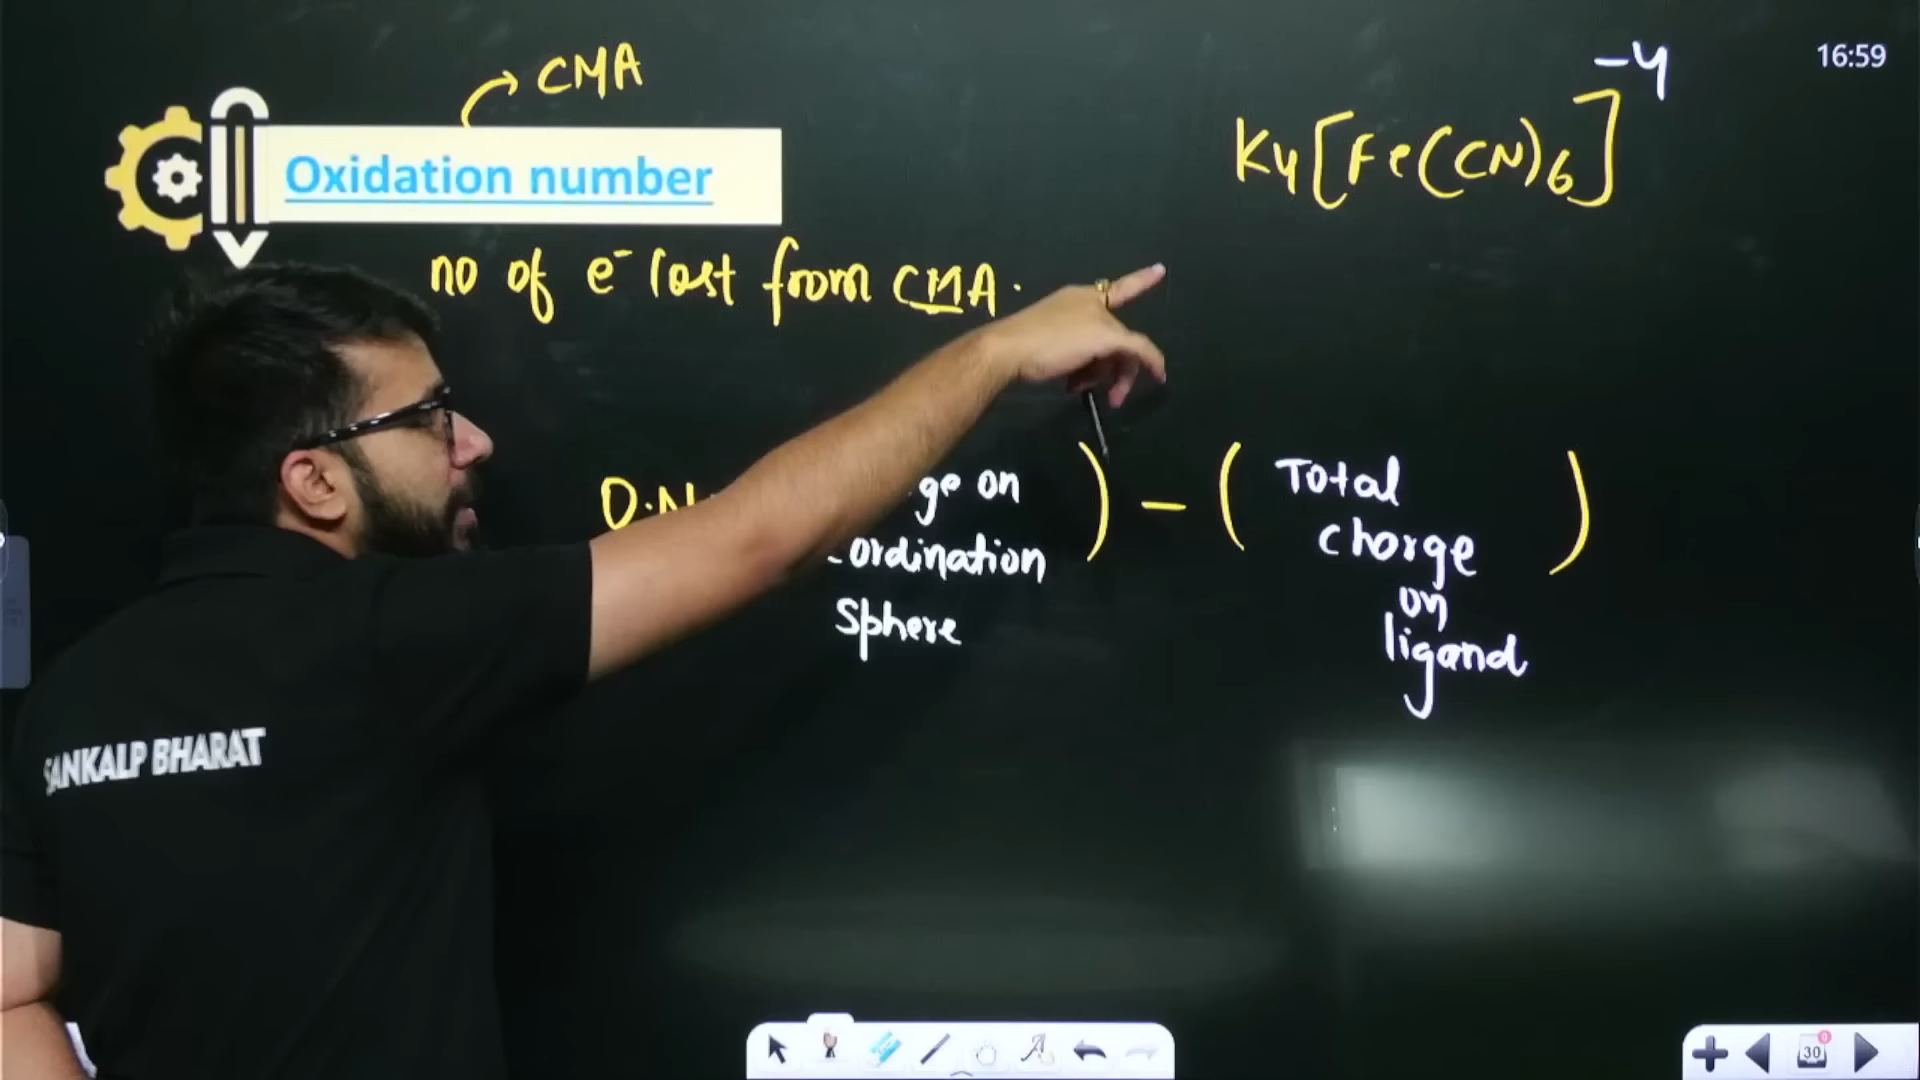 CMA
-4
16:59
K4[Fe(CN)6]
Oxidation number
no of e- lost from CMA.
O.N
ge on
ordination
Sphere
) - ( Total
charge
on
ligand )
SANKALP BHARAT
30